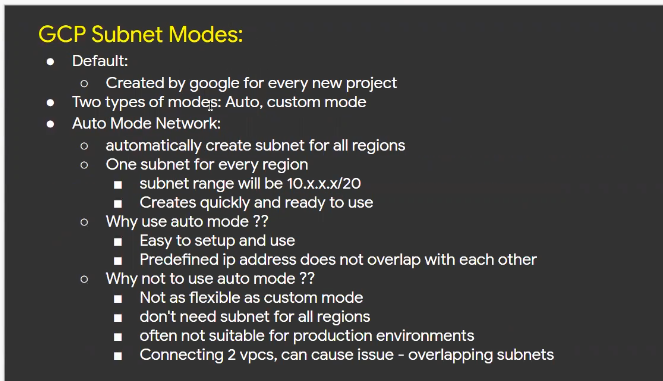 GCP Subnet Modes:
● Default:
○ Created by google for every new project
● Two types of modes: Auto, custom mode
● Auto Mode Network:
○ automatically create subnet for all regions
○ One subnet for every region
■ subnet range will be 10.x.x.x/20
■ Creates quickly and ready to use
○ Why use auto mode ??
■ Easy to setup and use
■ Predefined ip address does not overlap with each other
○ Why not to use auto mode ??
■ Not as flexible as custom mode
■ don't need subnet for all regions
■ often not suitable for production environments
■ Connecting 2 vpcs, can cause issue - overlapping subnets